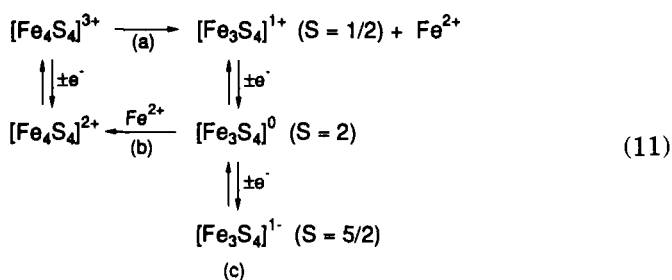 [Fe₄S₄]³⁺ → [Fe₃S₄]¹⁺ (S = 1/2) + Fe²⁺
(a)
±e⁻ ±e⁻
Fe²⁺
[Fe₄S₄]²⁺ ← [Fe₃S₄]⁰ (S = 2) (11)
(b)
±e⁻
[Fe₃S₄]¹⁻ (S = 5/2)
(c)